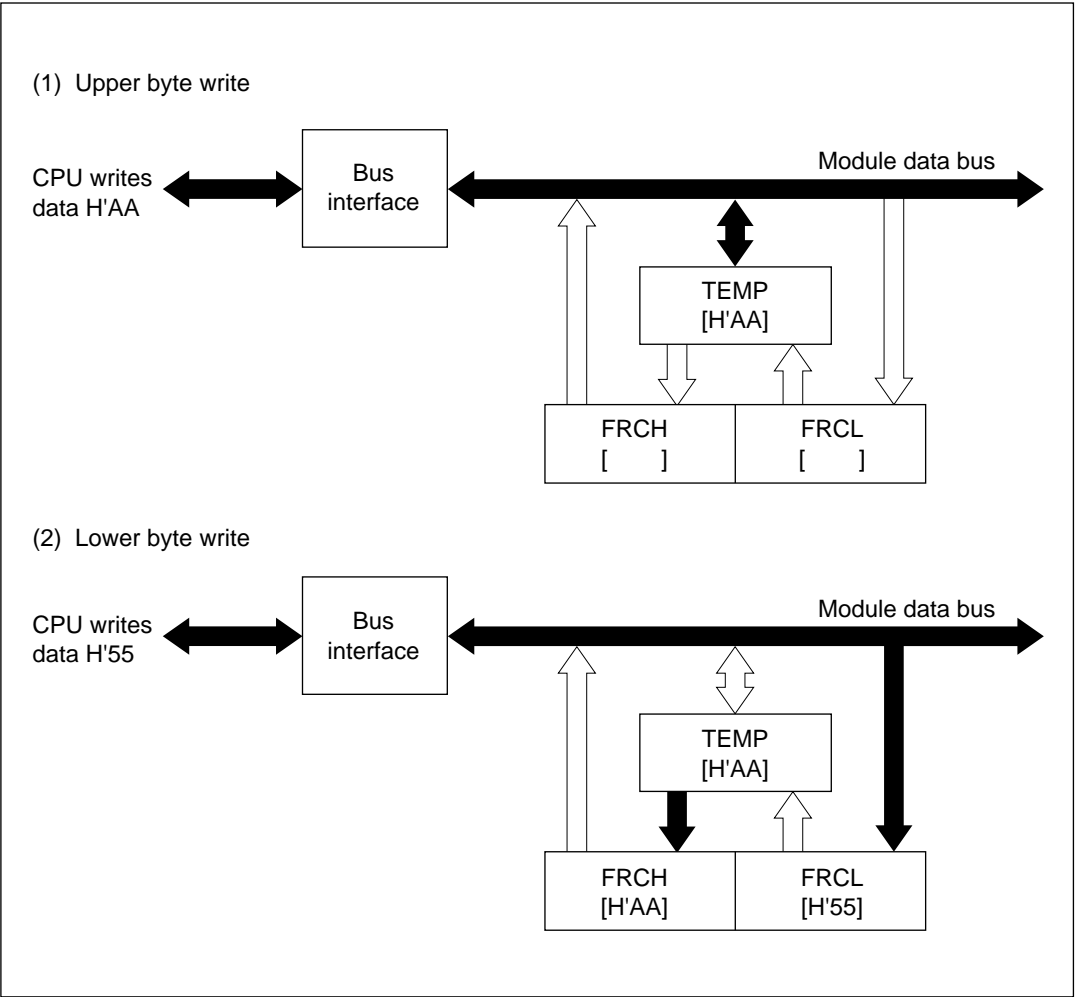 (1) Upper byte write
CPU writes
data H'AA
Bus
interface
Module data bus
TEMP
[H'AA]
FRCH
[ ]
FRCL
[ ]
(2) Lower byte write
CPU writes
data H'55
Bus
interface
Module data bus
TEMP
[H'AA]
FRCH
[H'AA]
FRCL
[H'55]